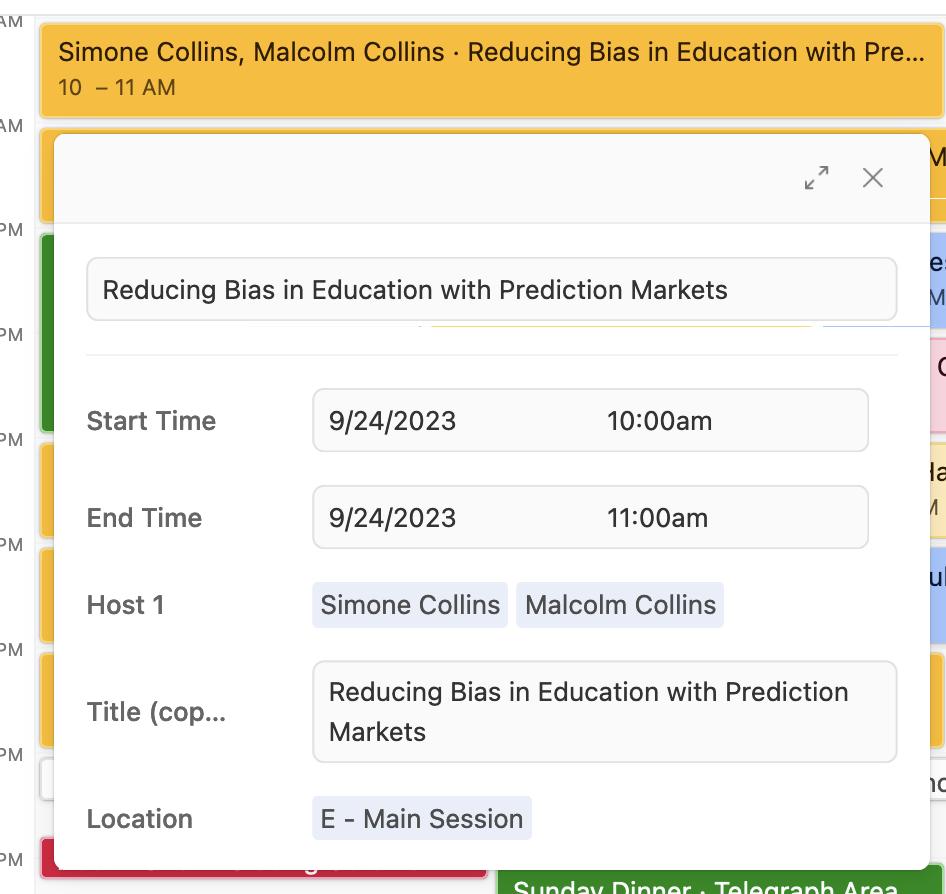 AM
Simone Collins, Malcolm Collins · Reducing Bias in Education with Pre...
10 – 11 AM
AM
PM
Reducing Bias in Education with Prediction Markets
PM
Start Time
9/24/2023 10:00am
PM
End Time
9/24/2023 11:00am
PM
Host 1
Simone Collins Malcolm Collins
PM
Title (cop...
Reducing Bias in Education with Prediction
Markets
PM
Location
E - Main Session
PM
Sunday Dinner · Telegraph Area